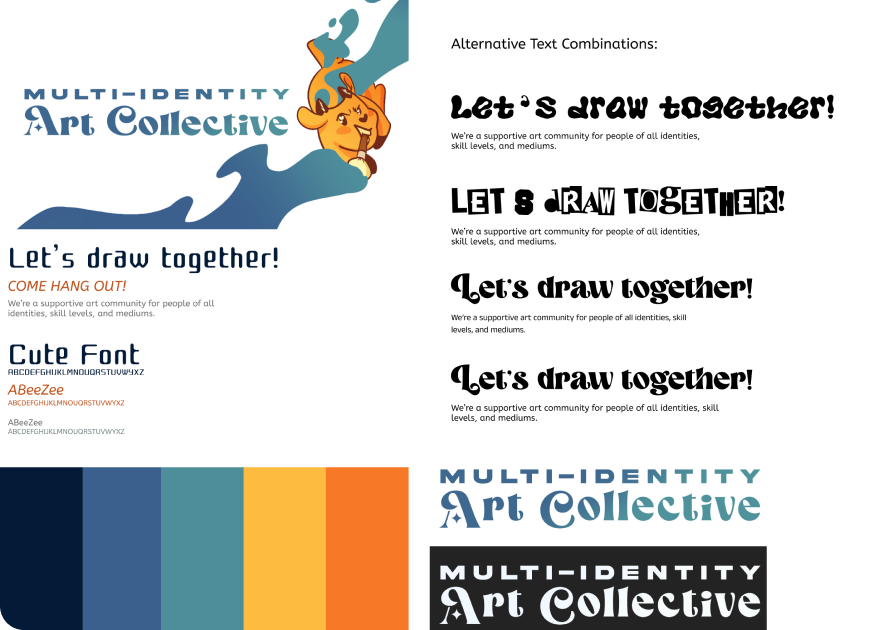 MULTI-IDENTITY
Art Collective
Let's draw together!
COME HANG OUT!
We're a supportive art community for people of all
identities, skill levels, and mediums.
Cute Font
ABCDEFGHIJKLMNOUQRSTUVWYXZ
ABeeZee
ABCDEFGHIJKLMNOUQRSTUVWYXZ
ABeeZee
ABCDEFGHIJKLMNOUQRSTUVWYXZ
Alternative Text Combinations:
Let's draw together!
We're a supportive art community for people of all identities,
skill levels, and mediums.
LET S dRAW TOGETHER!
We're a supportive art community for people of all identities,
skill levels, and mediums.
Let's draw together!
We're a supportive art community for people of all identities, skill
levels, and mediums.
Let's draw together!
We're a supportive art community for people of all identities, skill
levels, and mediums.
MULTI-IDENTITY
Art Collective
MULTI-IDENTITY
Art Collective